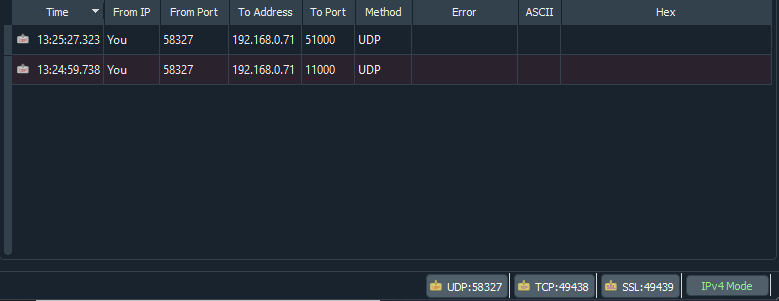 Time From IP From Port To Address To Port Method Error ASCII Hex
13:25:27.323 You 58327 192.168.0.71 51000 UDP
13:24:59.738 You 58327 192.168.0.71 11000 UDP
UDP:58327 TCP:49438 SSL:49439 IPv4 Mode